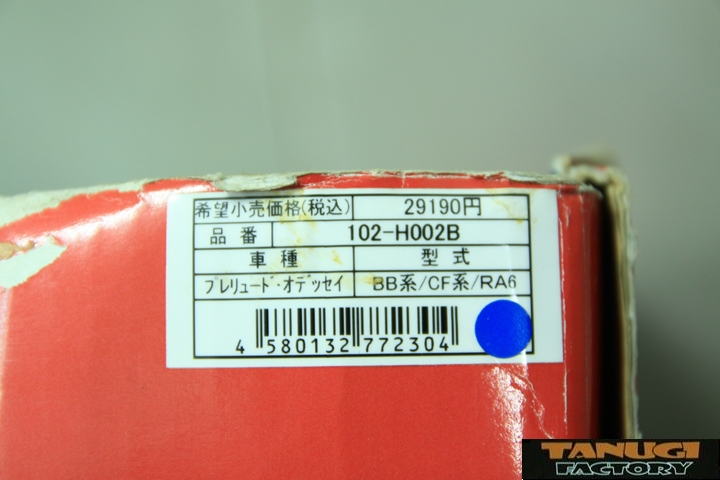 希望小売価格(税込) 29190円
品番 102-H002B
車種 型式
プレリュード・オデッセイ BB系/CF系/RA6
4 580132 772304
TANUGI
FACTORY